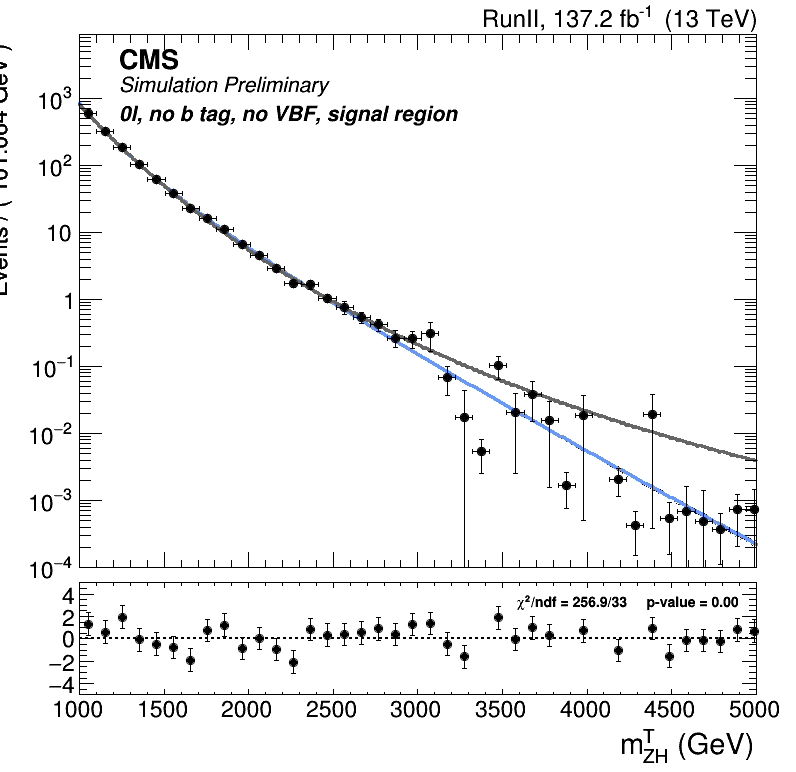 RunII, 137.2 fb⁻¹ (13 TeV)
CMS
Simulation Preliminary
0l, no b tag, no VBF, signal region
10³
10²
10
1
10⁻¹
10⁻²
10⁻³
10⁻⁴
χ²/ndf = 256.9/33 p-value = 0.00
4
2
0
−2
−4
1000 1500 2000 2500 3000 3500 4000 4500 5000
m^T_ZH (GeV)